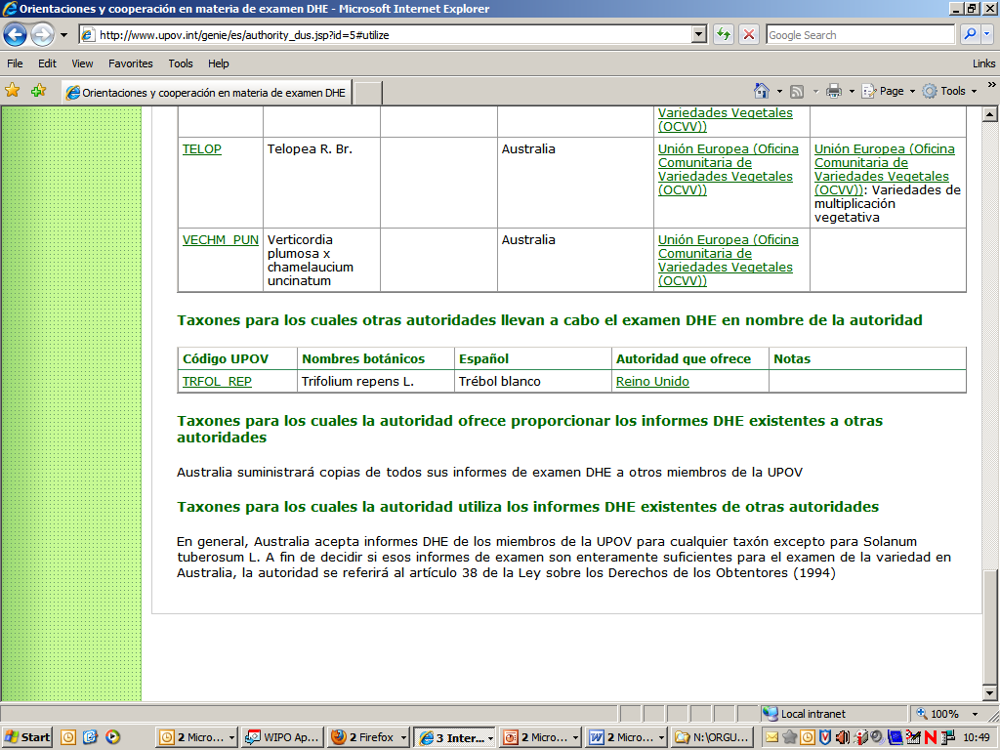 Orientaciones y cooperación en materia de examen DHE - Microsoft Internet Explorer
http://www.upov.int/genie/es/authority_dus.jsp?id=5#utilize
Google Search
File Edit View Favorites Tools Help
Links
Orientaciones y cooperación en materia de examen DHE
Page Tools
Variedades Vegetales
(OCVV))
TELOP Telopea R. Br. Australia Unión Europea (Oficina Unión Europea (Oficina
Comunitaria de Comunitaria de
Variedades Vegetales Variedades Vegetales
(OCVV)) (OCVV)): Variedades de
multiplicación
vegetativa
VECHM_PUN Verticordia Australia Unión Europea (Oficina
plumosa x Comunitaria de
chamelaucium Variedades Vegetales
uncinatum (OCVV))
Taxones para los cuales otras autoridades llevan a cabo el examen DHE en nombre de la autoridad
Código UPOV Nombres botánicos Español Autoridad que ofrece Notas
TRFOL_REP Trifolium repens L. Trébol blanco Reino Unido
Taxones para los cuales la autoridad ofrece proporcionar los informes DHE existentes a otras
autoridades
Australia suministrará copias de todos sus informes de examen DHE a otros miembros de la UPOV
Taxones para los cuales la autoridad utiliza los informes DHE existentes de otras autoridades
En general, Australia acepta informes DHE de los miembros de la UPOV para cualquier taxón excepto para Solanum
tuberosum L. A fin de decidir si esos informes de examen son enteramente suficientes para el examen de la variedad en
Australia, la autoridad se referirá al artículo 38 de la Ley sobre los Derechos de los Obtentores (1994)
Local intranet 100%
Start 2 Micro... WIPO Ap... 2 Firefox 3 Inter... 2 Micro... 2 Micro... N:\ORGU... 10:49